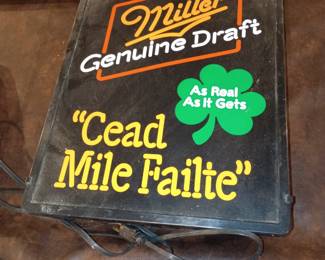 Miller
Genuine Draft
As Real
As It Gets
"Cead
Mile Failte"